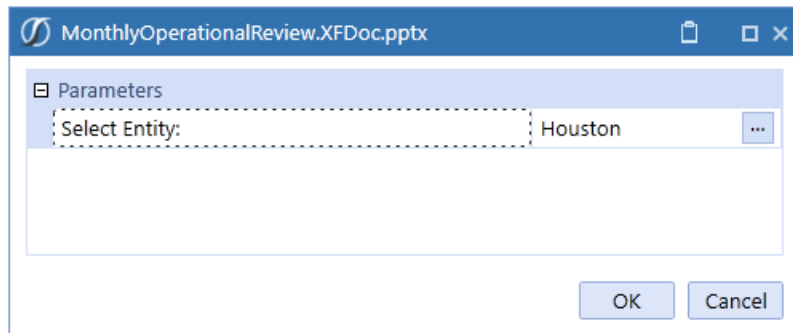 MonthlyOperationalReview.XFDoc.pptx
Parameters
Select Entity: Houston ...
OK Cancel